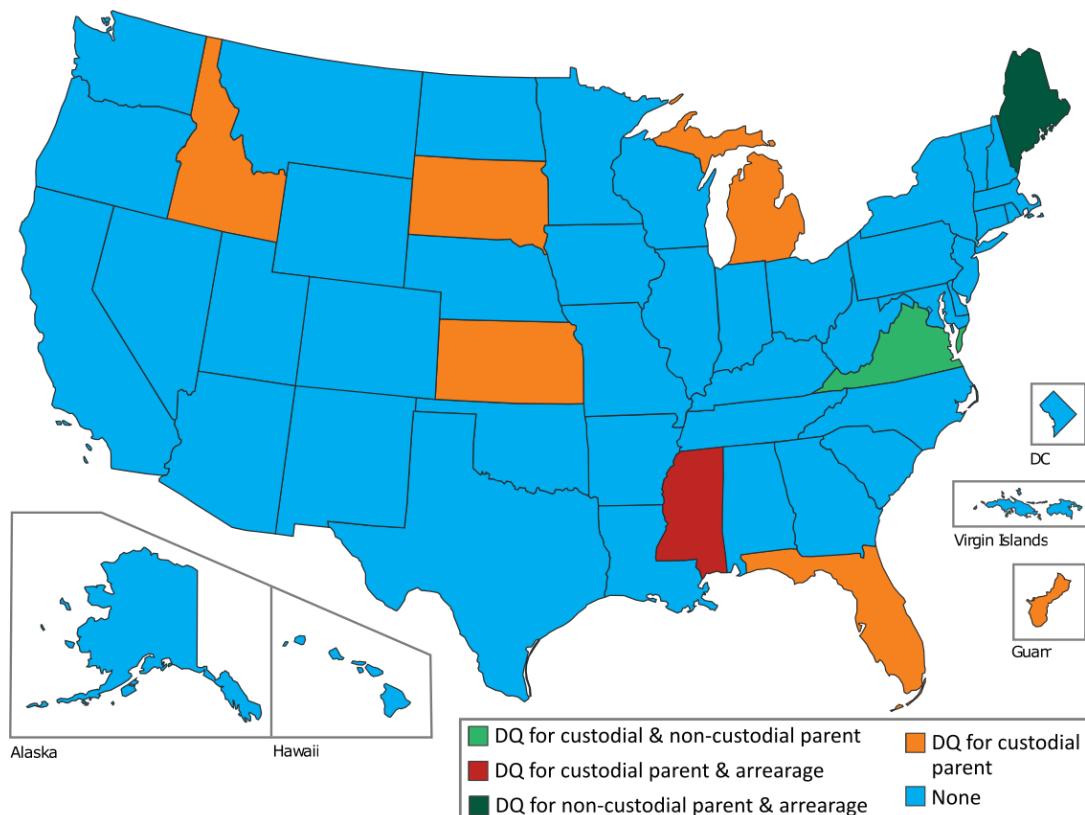 DC
Virgin Islands
Guam
Alaska
Hawaii
DQ for custodial & non-custodial parent
DQ for custodial parent & arrearage
DQ for non-custodial parent & arrearage
DQ for custodial
parent
None